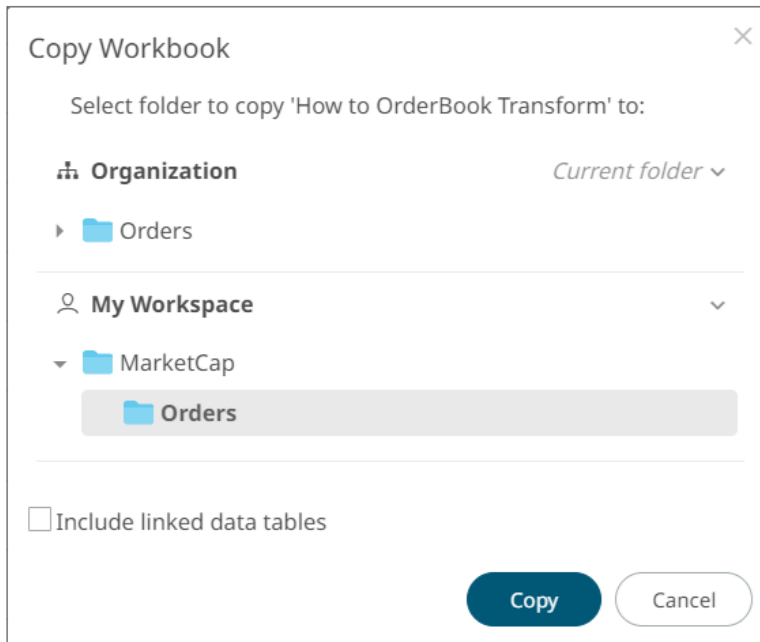 Copy Workbook
Select folder to copy 'How to OrderBook Transform' to:
Organization Current folder
Orders
My Workspace
MarketCap
Orders
Include linked data tables
Copy Cancel